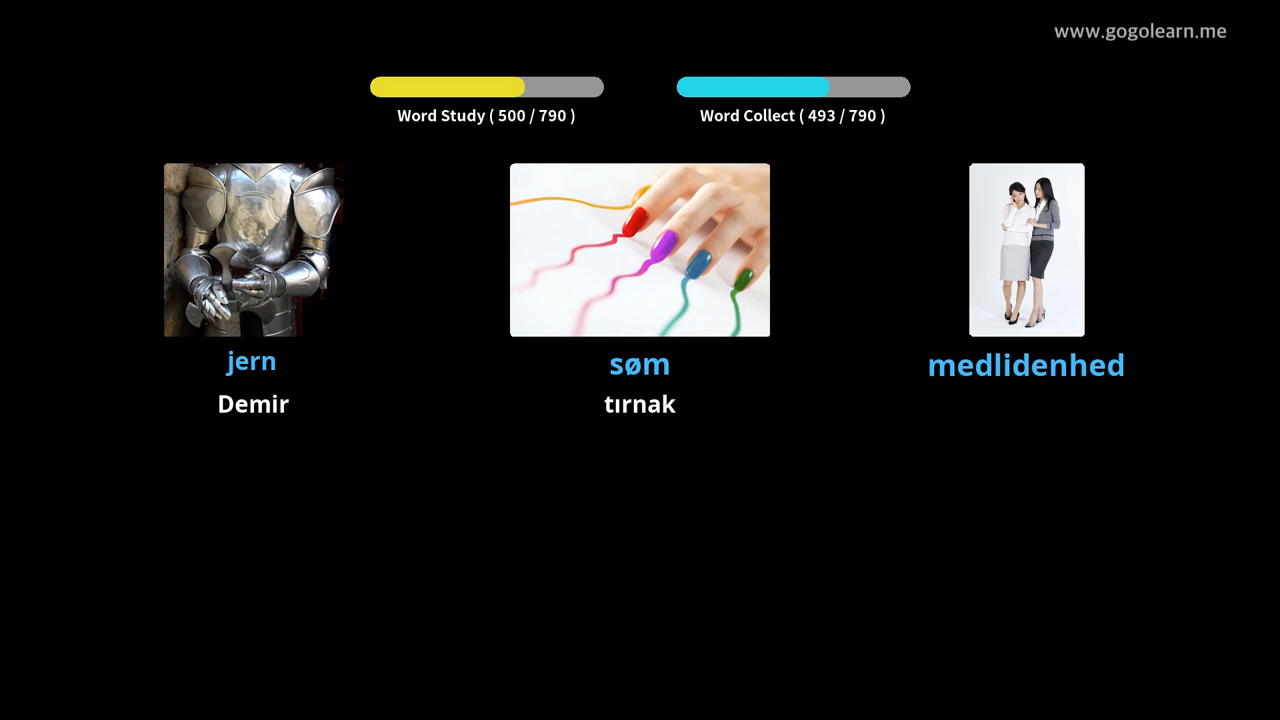 www.gogolearn.me
Word Study ( 500 / 790 )
Word Collect ( 493 / 790 )
jern
søm
medlidenhed
Demir
tırnak